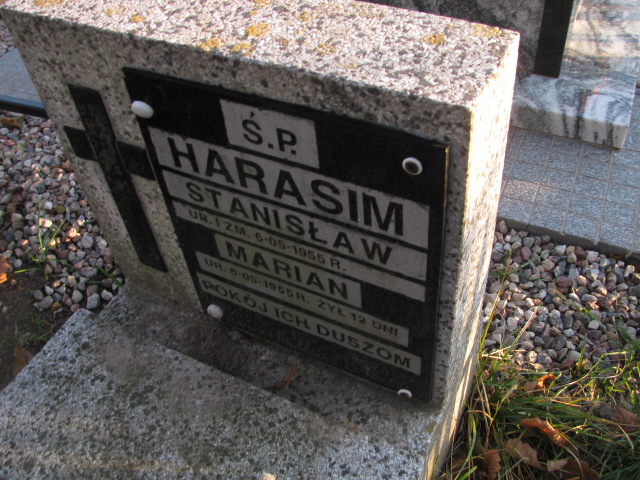 Ś.P.
HARASIM
STANISŁAW
UR. I ZM. 6-05-1955 R.
MARIAN
UR. 6-05-1955 R. ŻYŁ 12 DNI
POKÓJ ICH DUSZOM